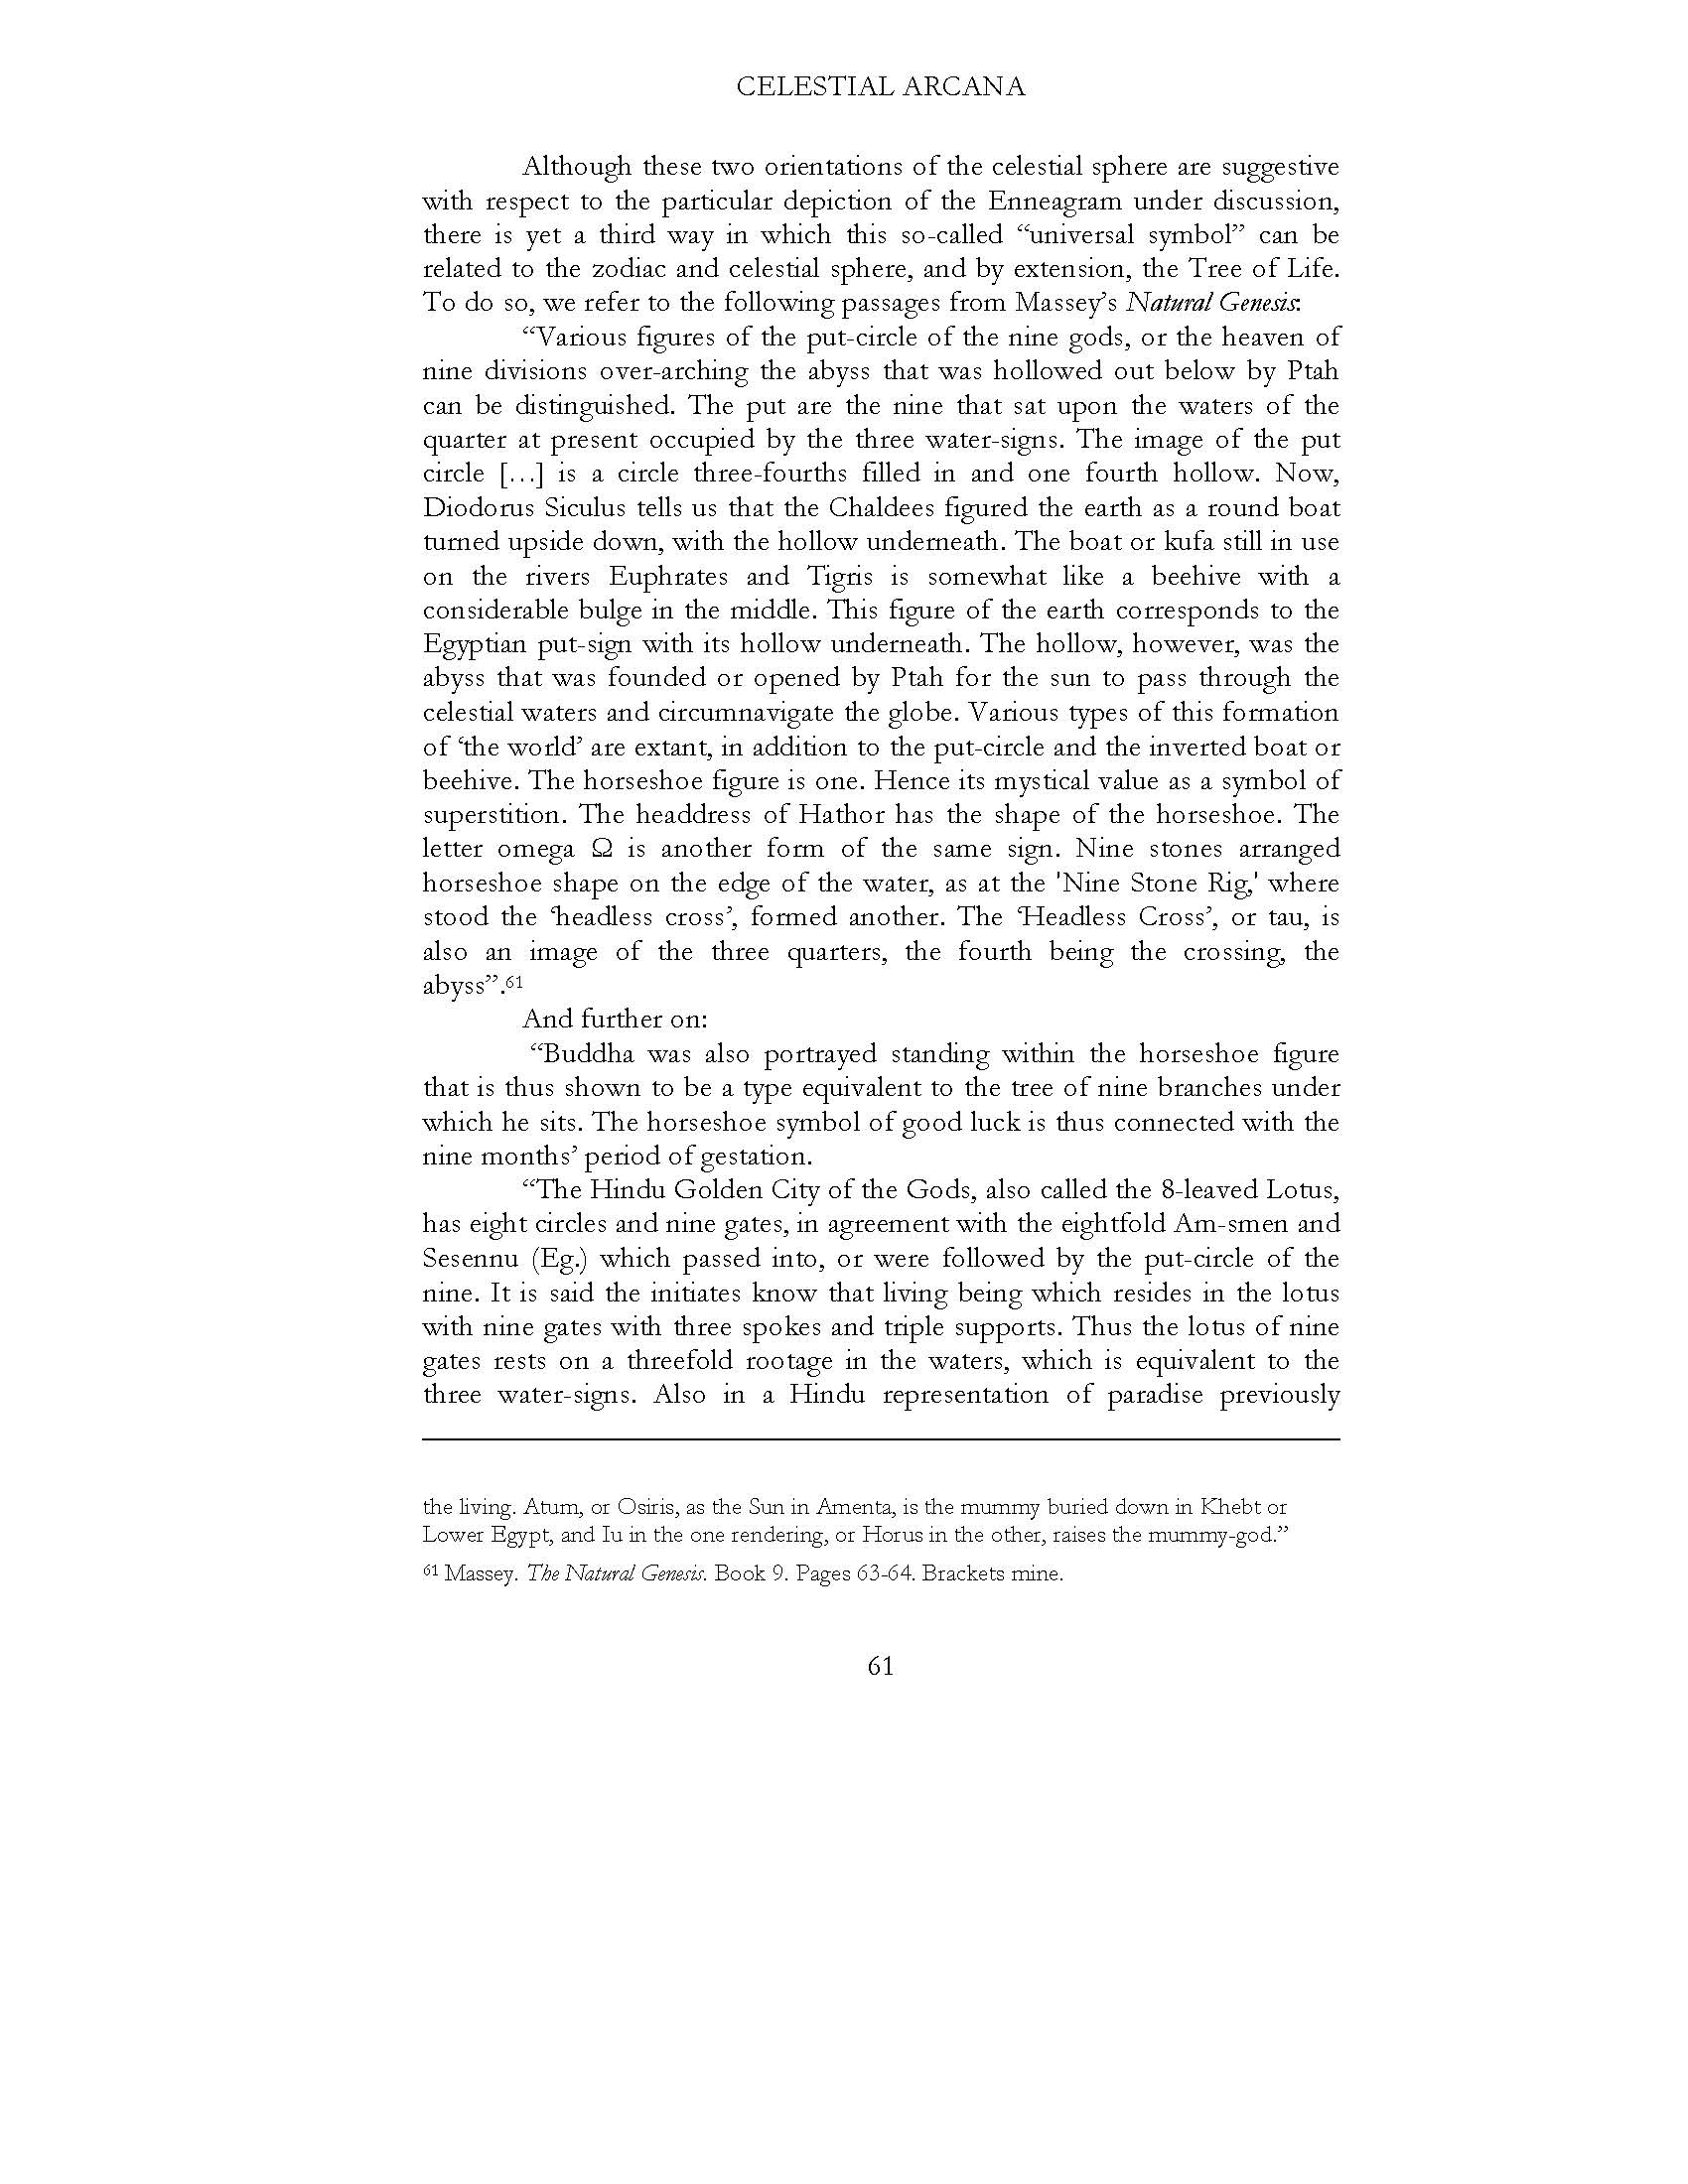 CELESTIAL ARCANA
Although these two orientations of the celestial sphere are suggestive
with respect to the particular depiction of the Enneagram under discussion,
there is yet a third way in which this so-called “universal symbol” can be
related to the zodiac and celestial sphere, and by extension, the Tree of Life.
To do so, we refer to the following passages from Massey’s Natural Genesis:
“Various figures of the put-circle of the nine gods, or the heaven of
nine divisions over-arching the abyss that was hollowed out below by Ptah
can be distinguished. The put are the nine that sat upon the waters of the
quarter at present occupied by the three water-signs. The image of the put
circle […] is a circle three-fourths filled in and one fourth hollow. Now,
Diodorus Siculus tells us that the Chaldees figured the earth as a round boat
turned upside down, with the hollow underneath. The boat or kufa still in use
on the rivers Euphrates and Tigris is somewhat like a beehive with a
considerable bulge in the middle. This figure of the earth corresponds to the
Egyptian put-sign with its hollow underneath. The hollow, however, was the
abyss that was founded or opened by Ptah for the sun to pass through the
celestial waters and circumnavigate the globe. Various types of this formation
of ‘the world’ are extant, in addition to the put-circle and the inverted boat or
beehive. The horseshoe figure is one. Hence its mystical value as a symbol of
superstition. The headdress of Hathor has the shape of the horseshoe. The
letter omega Ω is another form of the same sign. Nine stones arranged
horseshoe shape on the edge of the water, as at the 'Nine Stone Rig,' where
stood the ‘headless cross’, formed another. The ‘Headless Cross’, or tau, is
also an image of the three quarters, the fourth being the crossing, the
abyss”.61
And further on:
“Buddha was also portrayed standing within the horseshoe figure
that is thus shown to be a type equivalent to the tree of nine branches under
which he sits. The horseshoe symbol of good luck is thus connected with the
nine months’ period of gestation.
“The Hindu Golden City of the Gods, also called the 8-leaved Lotus,
has eight circles and nine gates, in agreement with the eightfold Am-smen and
Sesennu (Eg.) which passed into, or were followed by the put-circle of the
nine. It is said the initiates know that living being which resides in the lotus
with nine gates with three spokes and triple supports. Thus the lotus of nine
gates rests on a threefold rootage in the waters, which is equivalent to the
three water-signs. Also in a Hindu representation of paradise previously
the living. Atum, or Osiris, as the Sun in Amenta, is the mummy buried down in Khebt or
Lower Egypt, and Iu in the one rendering, or Horus in the other, raises the mummy-god.”
61 Massey. The Natural Genesis. Book 9. Pages 63-64. Brackets mine.
61